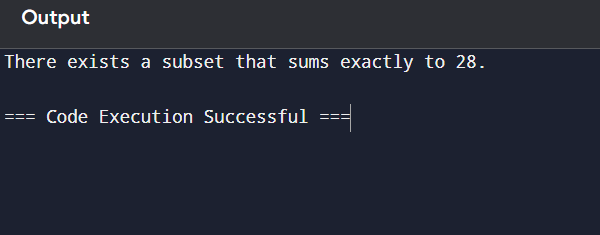 Output
There exists a subset that sums exactly to 28.
=== Code Execution Successful ===